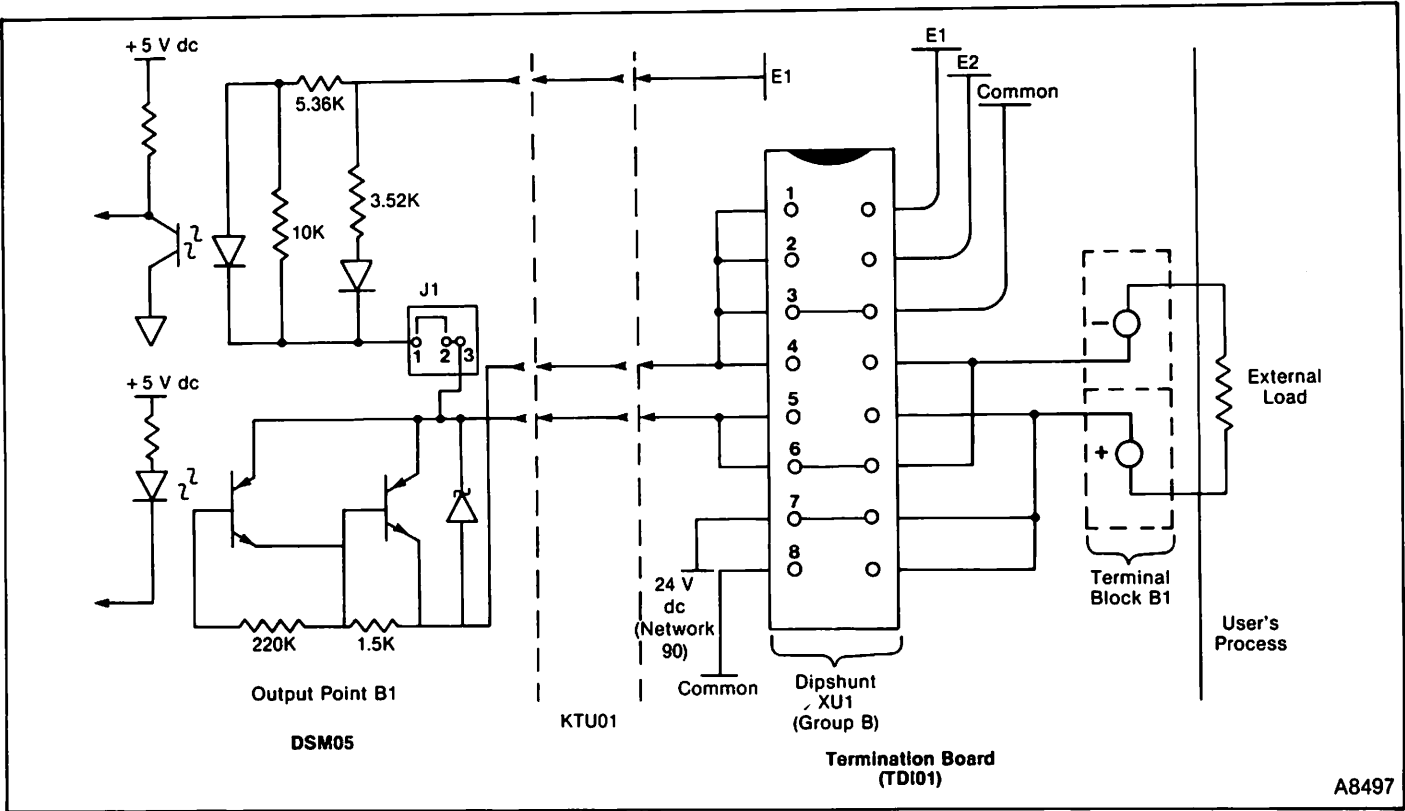 + 5 V dc
5.36K
3.52K
10K
J1
1 2 3
+ 5 V dc
220K
1.5K
Output Point B1
DSM05
KTU01
E1
E1
E2
Common
1
2
3
4
5
6
7
8
24 V
dc
(Network
90)
Common
Dipshunt
XU1
(Group B)
Termination Board
(TDI01)
−
+
Terminal
Block B1
External
Load
User's
Process
A8497